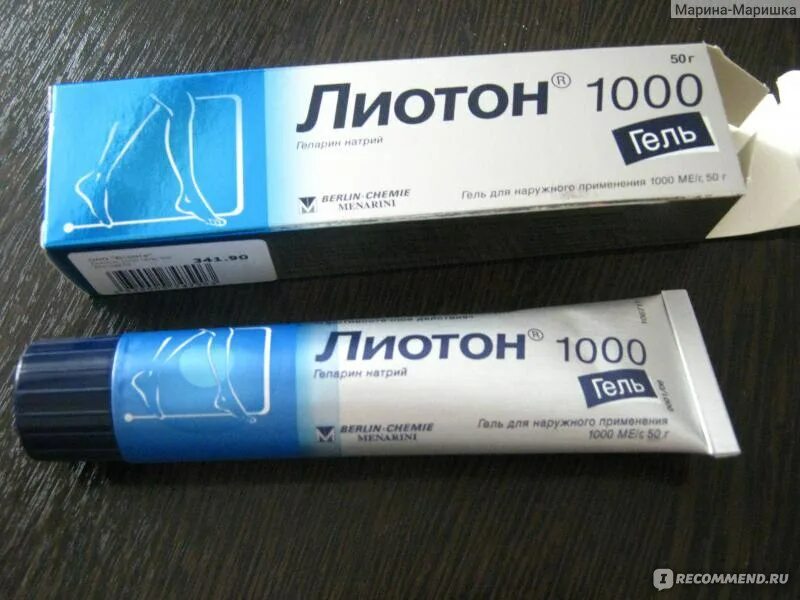 Марина-Маришка
50 г
ЛИОТОН® 1000
Гель
Гепарин натрий
BERLIN-CHEMIE
MENARINI
Гель для наружного применения 1000 МЕ/г, 50 г
341.90
ЛИОТОН® 1000
Гель
Гепарин натрий
BERLIN-CHEMIE
MENARINI
Гель для наружного применения
1000 МЕ/г, 50 г
IRECOMMEND.RU